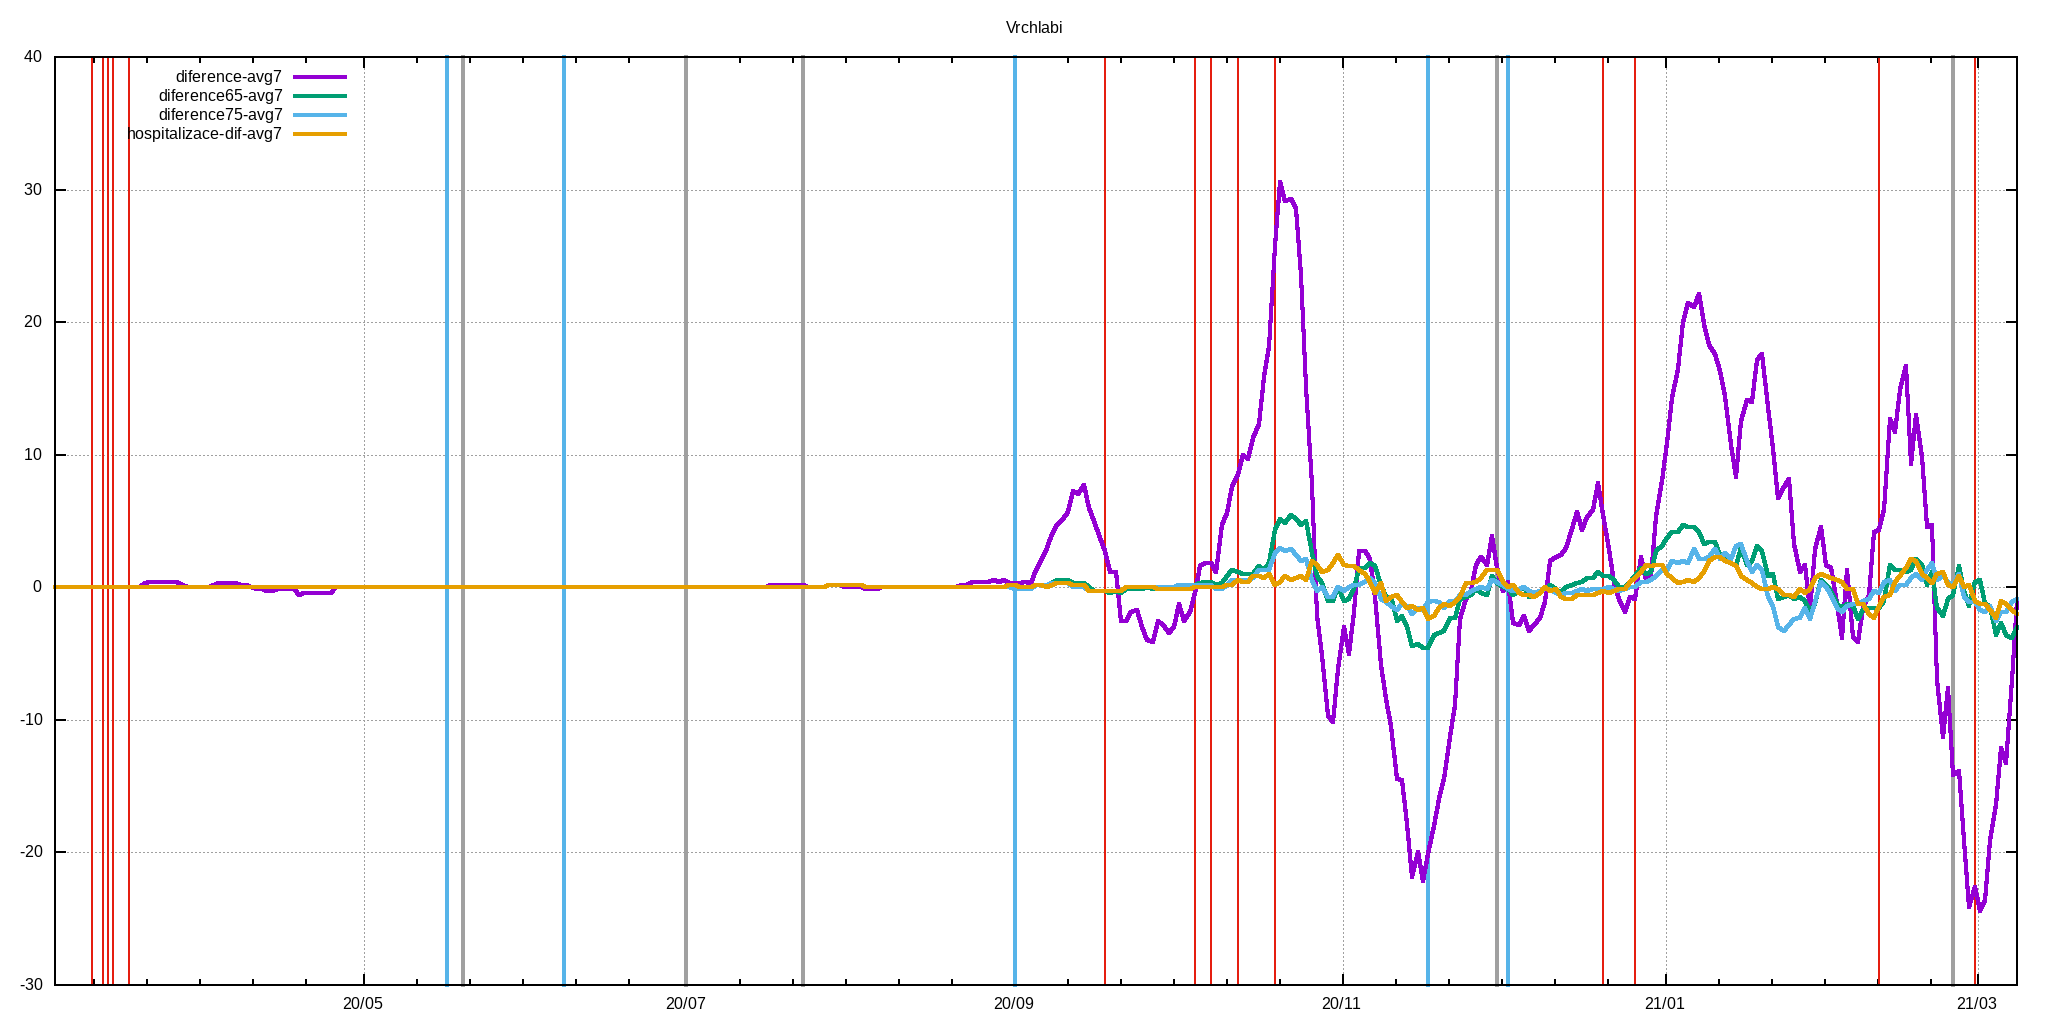 Vrchlabi
40
30
20
10
0
-10
-20
-30
diference-avg7
diference65-avg7
diference75-avg7
hospitalizace-dif-avg7
20/05
20/07
20/09
20/11
21/01
21/03